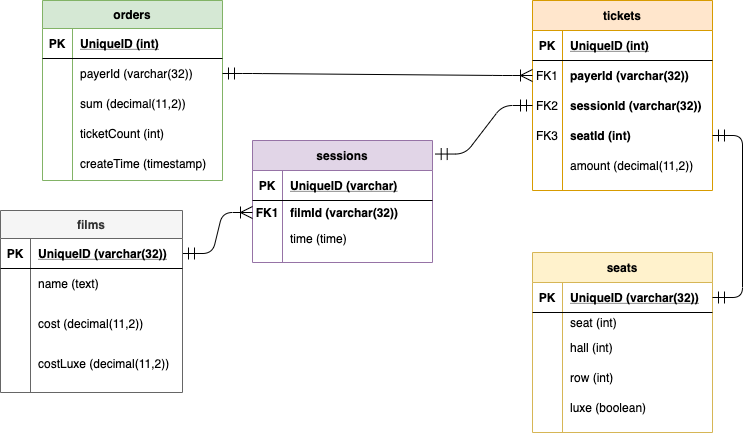 orders
PK UniqueID (int)
payerId (varchar(32))
sum (decimal(11,2))
ticketCount (int)
createTime (timestamp)
tickets
PK UniqueID (int)
FK1 payerId (varchar(32))
FK2 sessionId (varchar(32))
FK3 seatId (int)
amount (decimal(11,2))
sessions
PK UniqueID (varchar)
FK1 filmId (varchar(32))
time (time)
films
PK UniqueID (varchar(32))
name (text)
cost (decimal(11,2))
costLuxe (decimal(11,2))
seats
PK UniqueID (varchar(32))
seat (int)
hall (int)
row (int)
luxe (boolean)